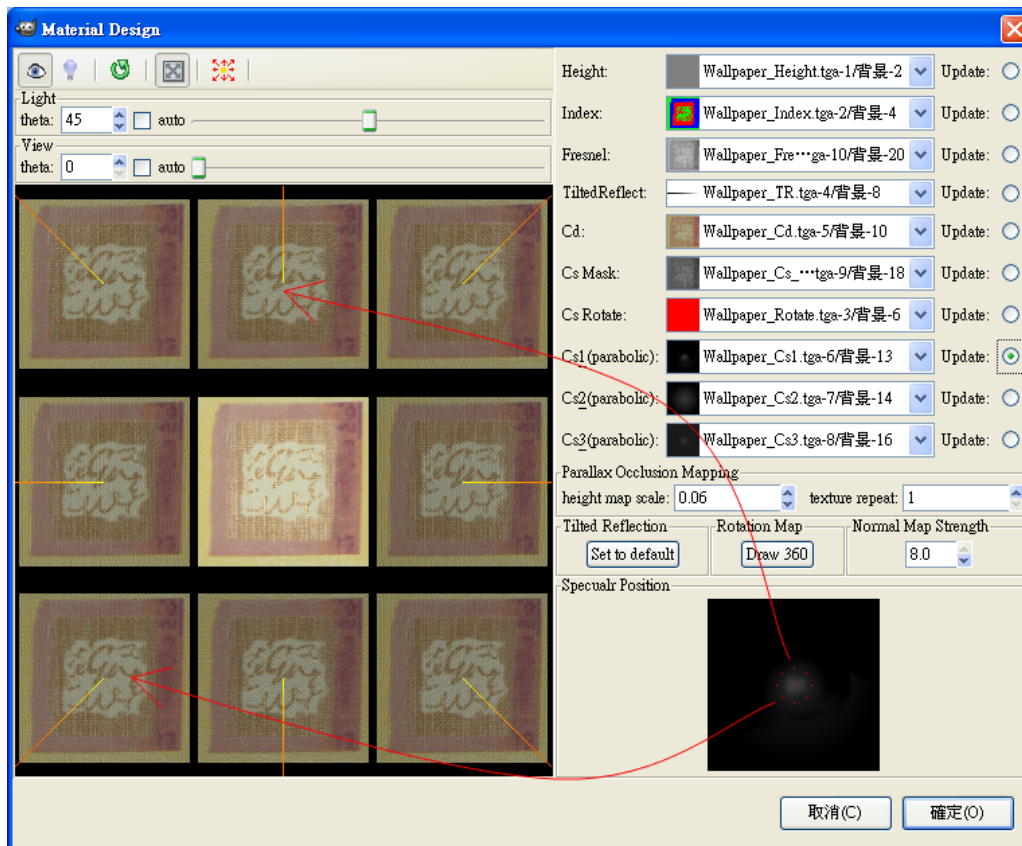 Material Design
Light
theta: 45 auto
View
theta: 0 auto
Height: Wallpaper_Height.tga-1/背景-2 Update:
Index: Wallpaper_Index.tga-2/背景-4 Update:
Fresnel: Wallpaper_Fre⋯ga-10/背景-20 Update:
TiltedReflect: Wallpaper_TR.tga-4/背景-8 Update:
Cd: Wallpaper_Cd.tga-5/背景-10 Update:
Cs Mask: Wallpaper_Cs_⋯tga-9/背景-18 Update:
Cs Rotate: Wallpaper_Rotate.tga-3/背景-6 Update:
Cs1(parabolic): Wallpaper_Cs1.tga-6/背景-13 Update:
Cs2(parabolic): Wallpaper_Cs2.tga-7/背景-14 Update:
Cs3(parabolic): Wallpaper_Cs3.tga-8/背景-16 Update:
Parallax Occlusion Mapping
height map scale: 0.06 texture repeat: 1
Tilted Reflection Rotation Map Normal Map Strength
Set to default Draw 360 8.0
Specualr Position
取消(C) 確定(O)